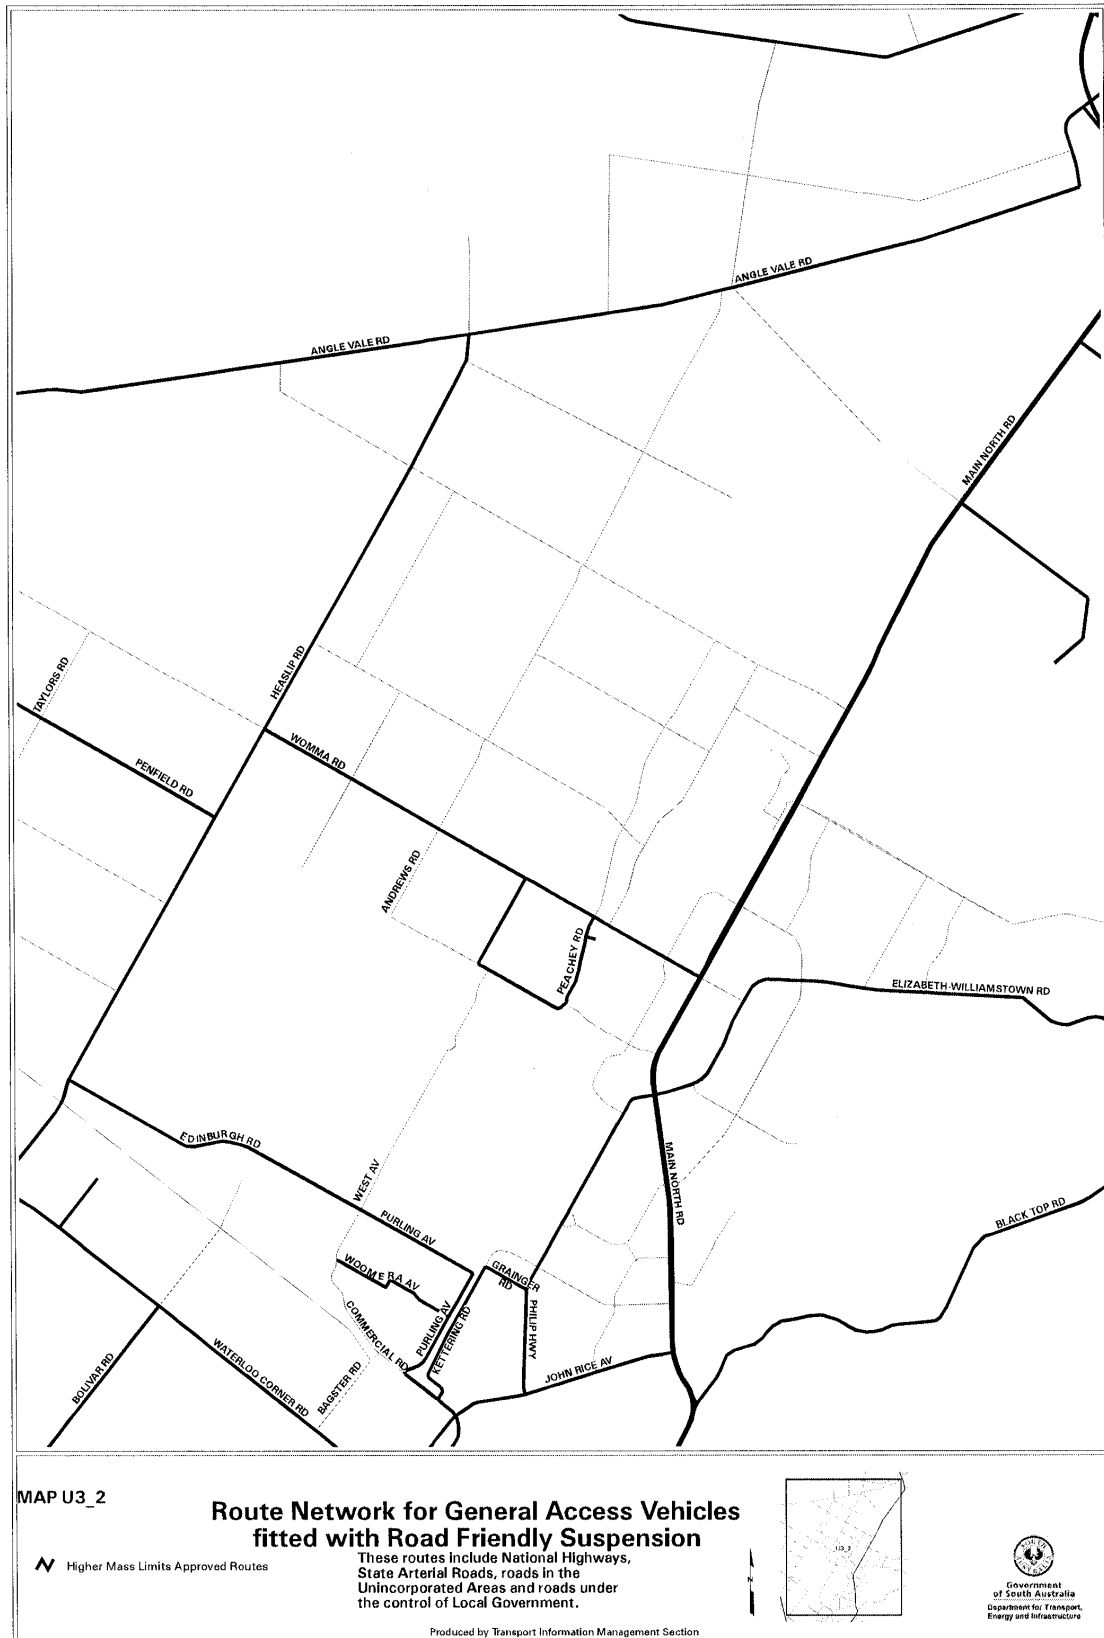 ANGLE VALE RD
ANGLE VALE RD
MAIN NORTH RD
HEASLIP RD
TAYLORS RD
WOMMA RD
PENFIELD RD
ANDREWS RD
PEACHEY RD
ELIZABETH-WILLIAMSTOWN RD
EDINBURGH RD
WEST AV
MAIN NORTH RD
BLACK TOP RD
PURLING AV
WOOMERA AV
GRAINGER
RD
COMMERCIAL RD
PURLING AV
KETTERING RD
PHILIP HWY
JOHN RICE AV
BOLIVAR RD
WATERLOO CORNER RD
BAGSTER RD
MAP U3_2
Route Network for General Access Vehicles
fitted with Road Friendly Suspension
Higher Mass Limits Approved Routes
These routes include National Highways,
State Arterial Roads, roads in the
Unincorporated Areas and roads under
the control of Local Government.
Produced by Transport Information Management Section
U3_2
N
SOUTH
AUSTRALIA
Government
of South Australia
Department for Transport,
Energy and Infrastructure